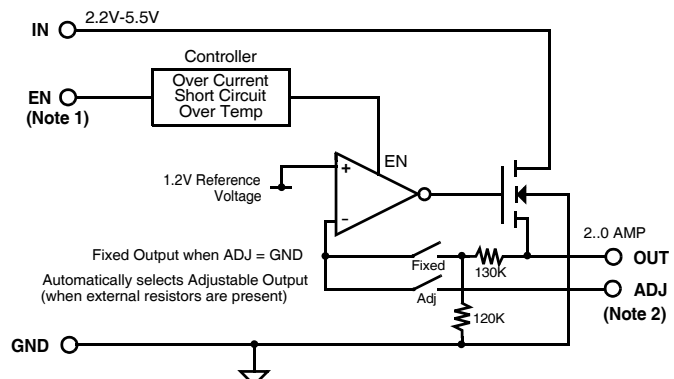 2.2V-5.5V
IN
Controller
Over Current
Short Circuit
Over Temp
EN
(Note 1)
EN
+
1.2V Reference
Voltage
–
2..0 AMP
Fixed Output when ADJ = GND
Fixed
130K
OUT
Automatically selects Adjustable Output
(when external resistors are present)
Adj
ADJ
(Note 2)
120K
GND